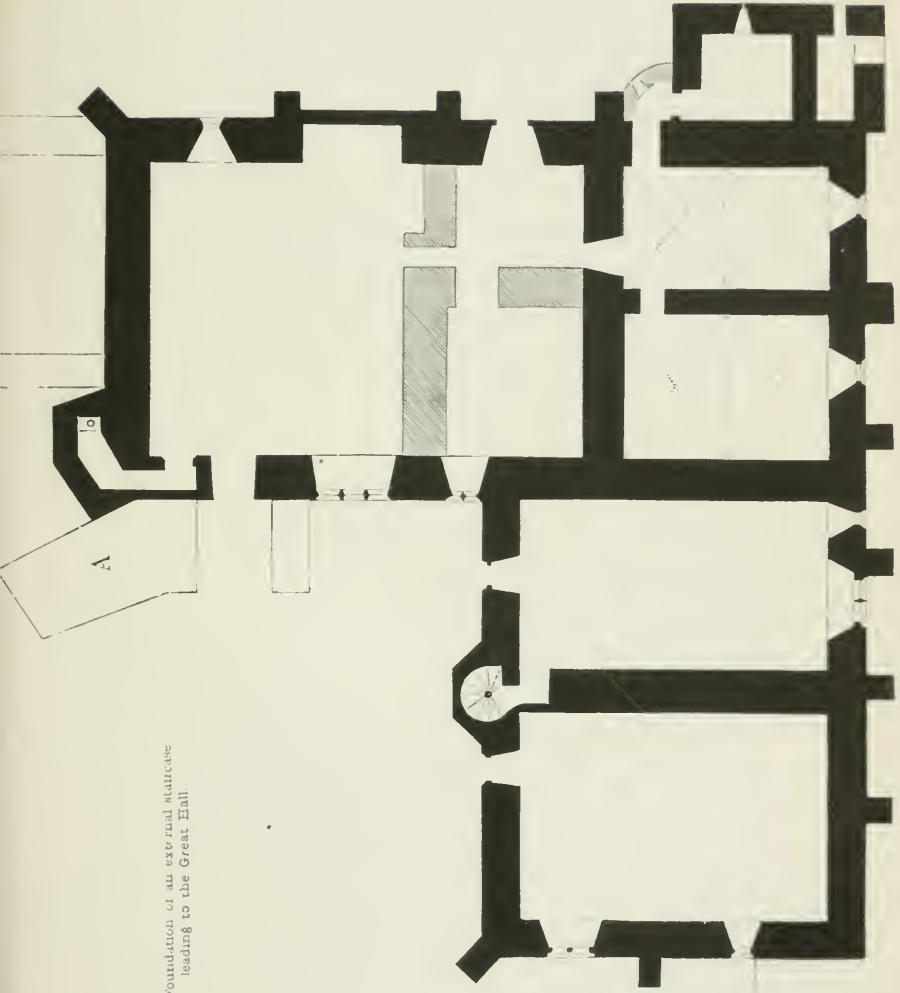 A
Foundation of an external staircase
leading to the Great Hall.